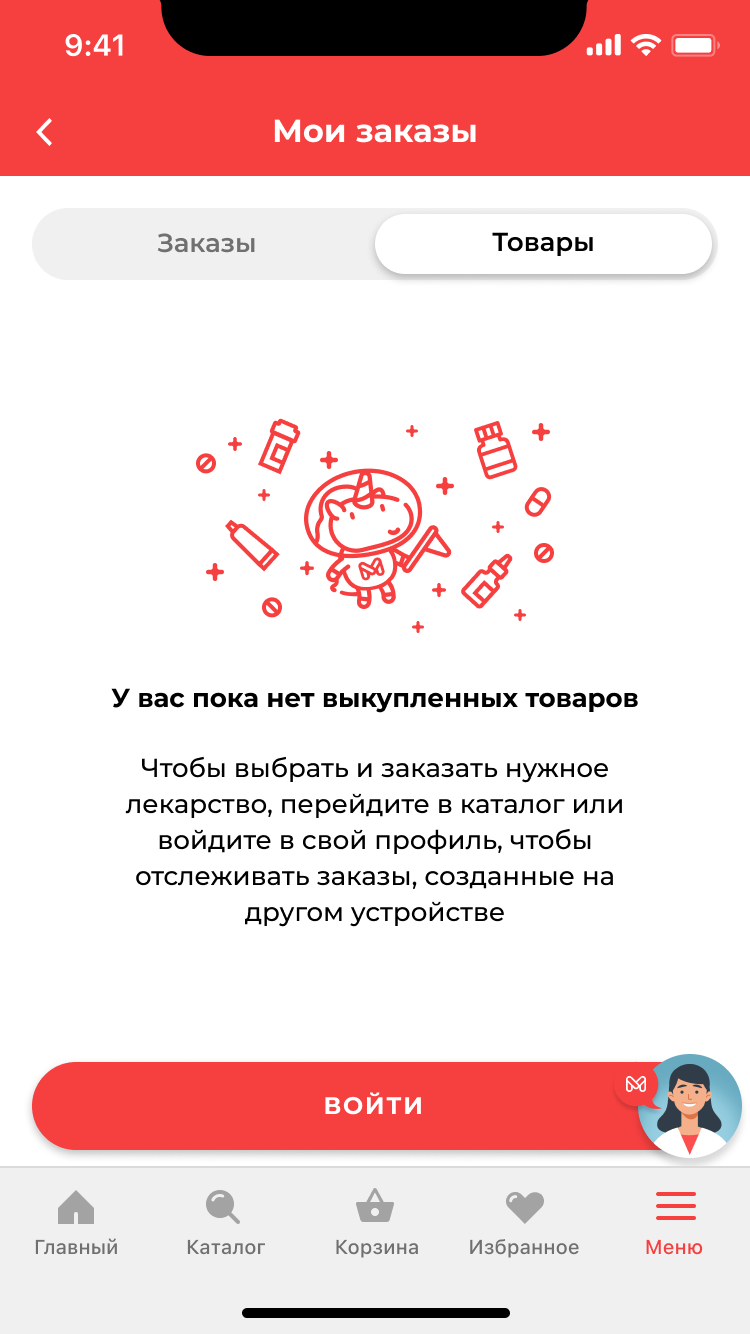 9:41
Мои заказы
Заказы
Товары
У вас пока нет выкупленных товаров
Чтобы выбрать и заказать нужное
лекарство, перейдите в каталог или
войдите в свой профиль, чтобы
отслеживать заказы, созданные на
другом устройстве
ВОЙТИ
Главный
Каталог
Корзина
Избранное
Меню